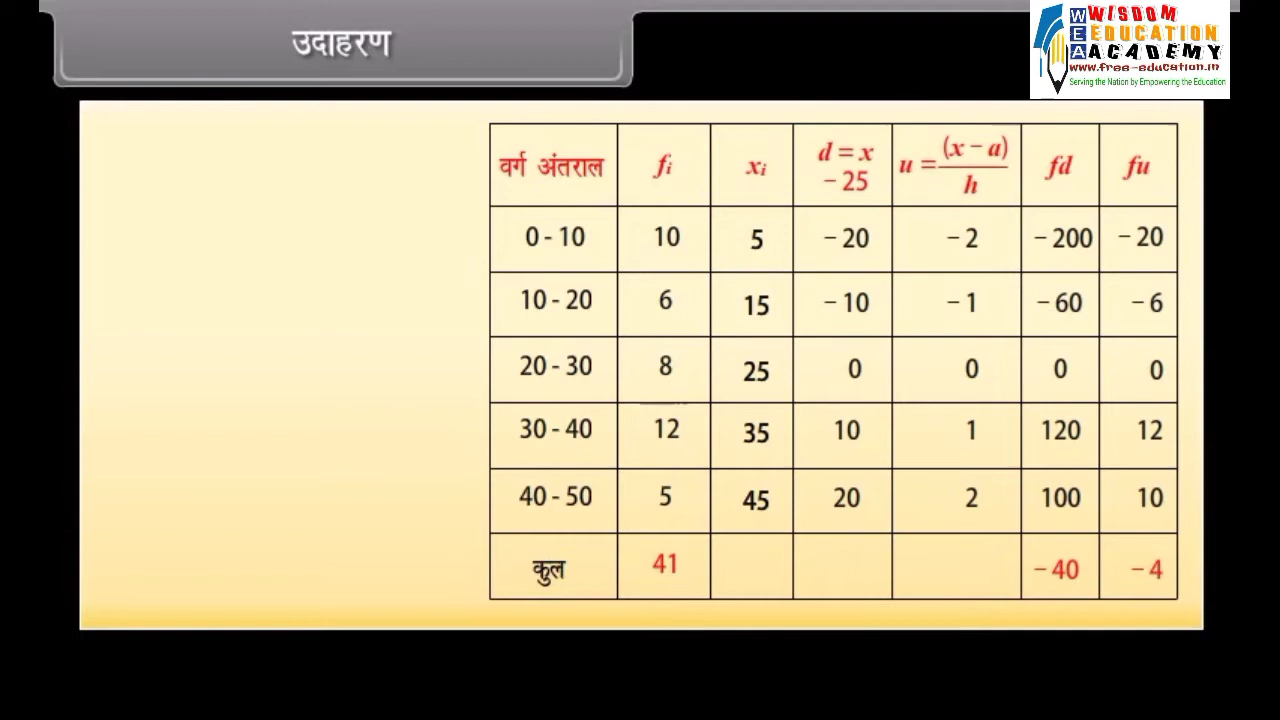 उदाहरण
WEA
WISDOM
EDUCATION
ACADEMY
www.free-education.in
Serving the Nation by Empowering the Education
वर्ग अंतराल fᵢ xᵢ d = x − 25 u = (x − a)/h fd fu
0 - 10 10 5 − 20 − 2 − 200 − 20
10 - 20 6 15 − 10 − 1 − 60 − 6
20 - 30 8 25 0 0 0 0
30 - 40 12 35 10 1 120 12
40 - 50 5 45 20 2 100 10
कुल 41 − 40 − 4